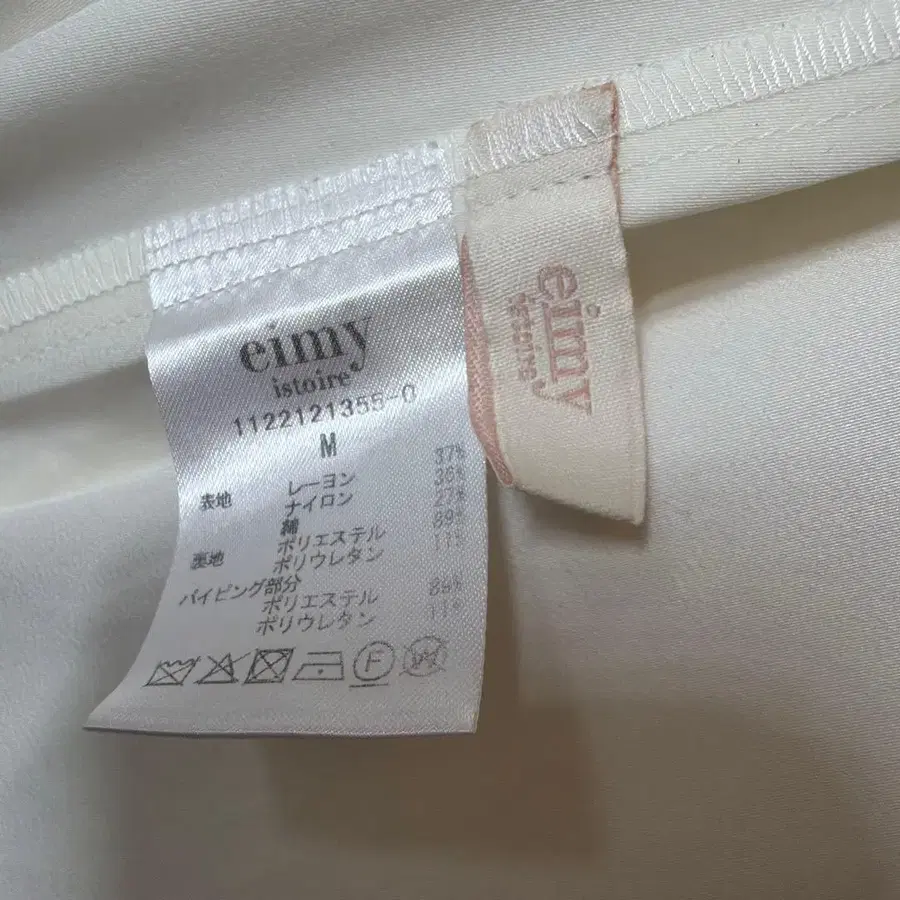 eimy
istoire
1122121355-0
M
表地 レーヨン 37%
ナイロン 36%
綿 27%
裏地 ポリエステル 89%
ポリウレタン 11%
パイピング部分
ポリエステル 89%
ポリウレタン 11%
F
W
eimy
istoire